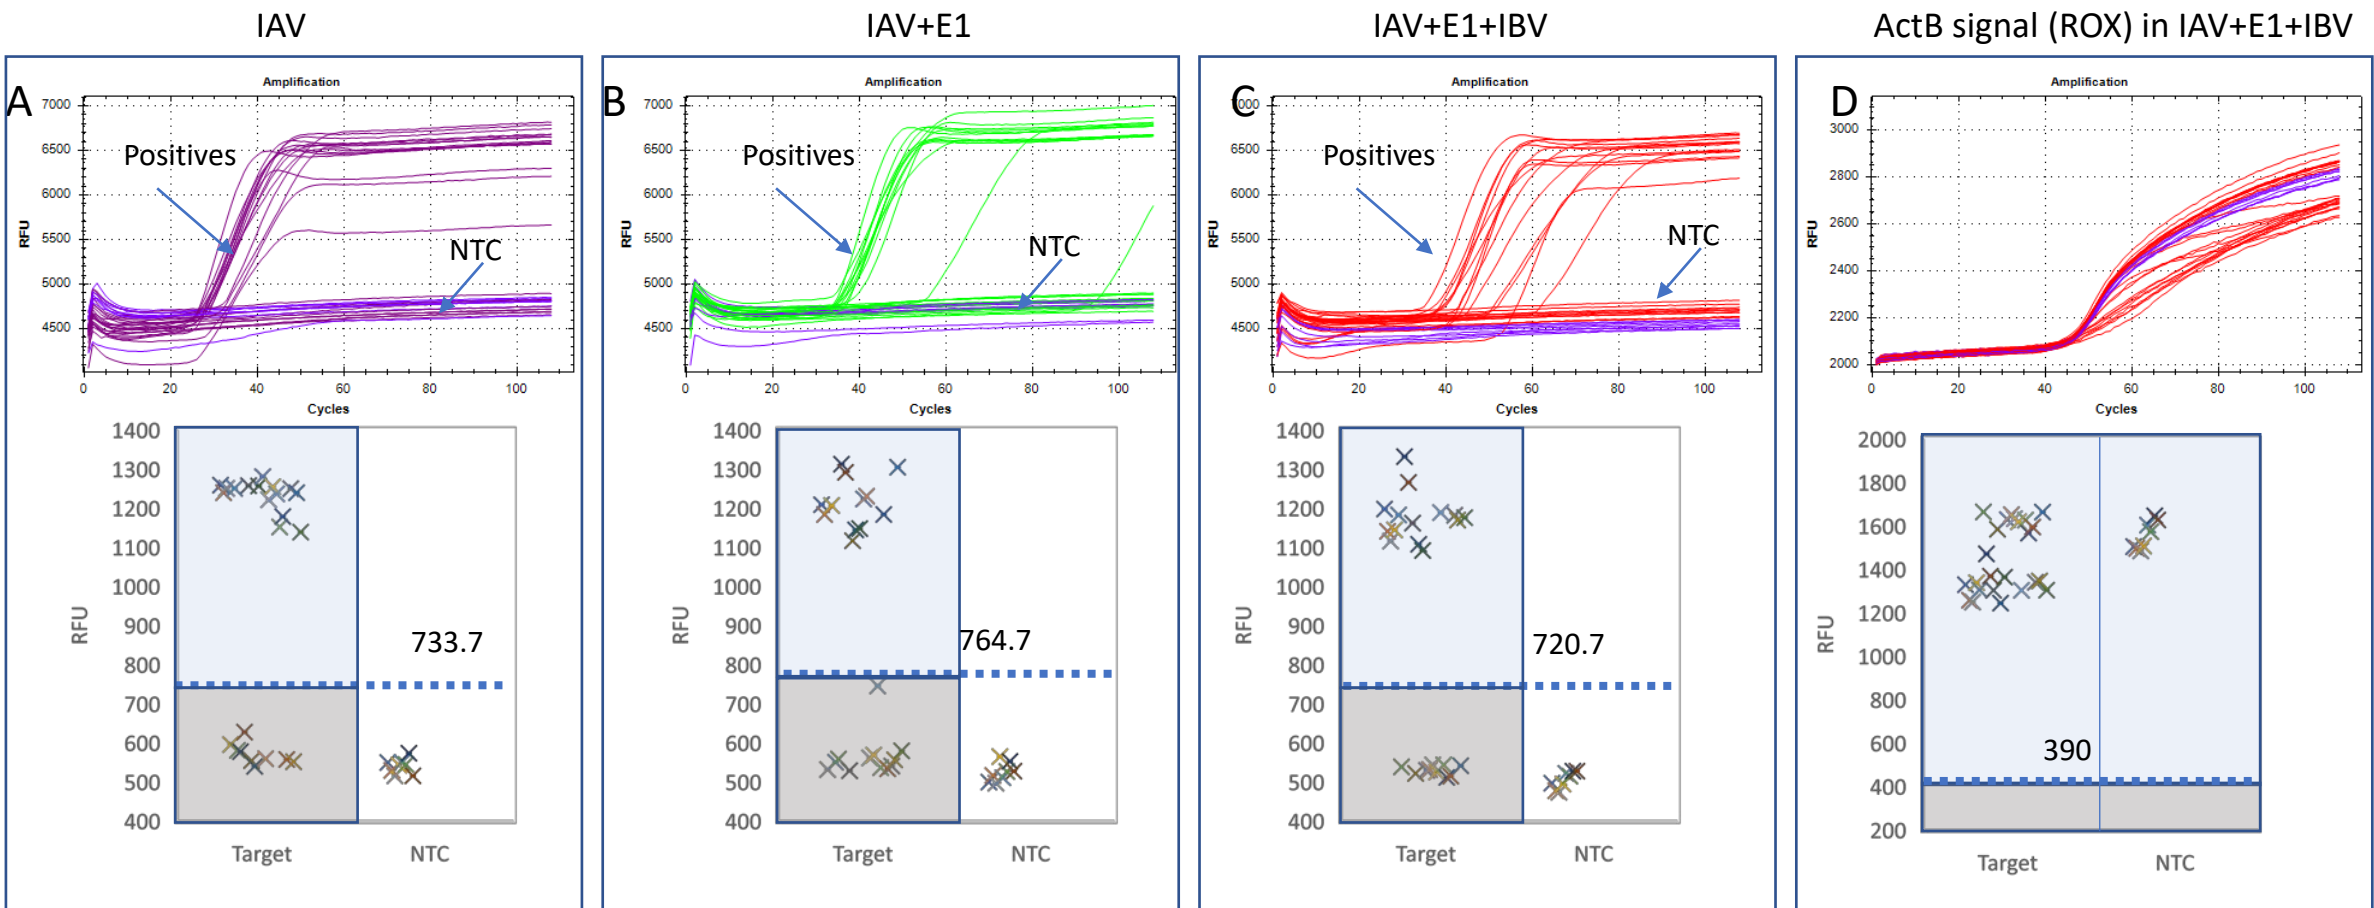 IAV
IAV+E1
IAV+E1+IBV
ActB signal (ROX) in IAV+E1+IBV
A
Amplification
7000
6500
6000
5500
5000
4500
RFU
0 20 40 60 80 100
Cycles
Positives
NTC
1400
1300
1200
1100
1000
900
800
700
600
500
400
RFU
733.7
Target NTC
B
Amplification
7000
6500
6000
5500
5000
4500
RFU
0 20 40 60 80 100
Cycles
Positives
NTC
1400
1300
1200
1100
1000
900
800
700
600
500
400
RFU
764.7
Target NTC
C
Amplification
7000
6500
6000
5500
5000
4500
RFU
0 20 40 60 80 100
Cycles
Positives
NTC
1400
1300
1200
1100
1000
900
800
700
600
500
400
RFU
720.7
Target NTC
D
Amplification
3000
2800
2600
2400
2200
2000
RFU
0 20 40 60 80 100
Cycles
2000
1800
1600
1400
1200
1000
800
600
400
200
RFU
390
Target NTC